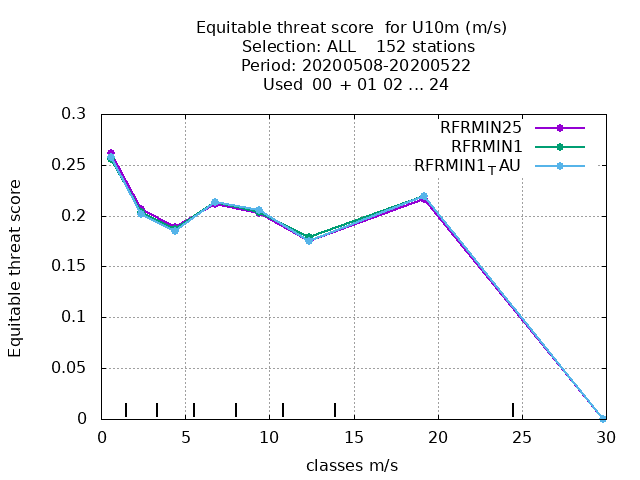 Equitable threat score  for U10m (m/s)
Selection: ALL    152 stations
Period: 20200508-20200522
Used  00 + 01 02 ... 24
RFRMIN25
RFRMIN1
RFRMIN1TAU
0.3
0.25
0.2
0.15
0.1
0.05
0
Equitable threat score
0 5 10 15 20 25 30
classes m/s